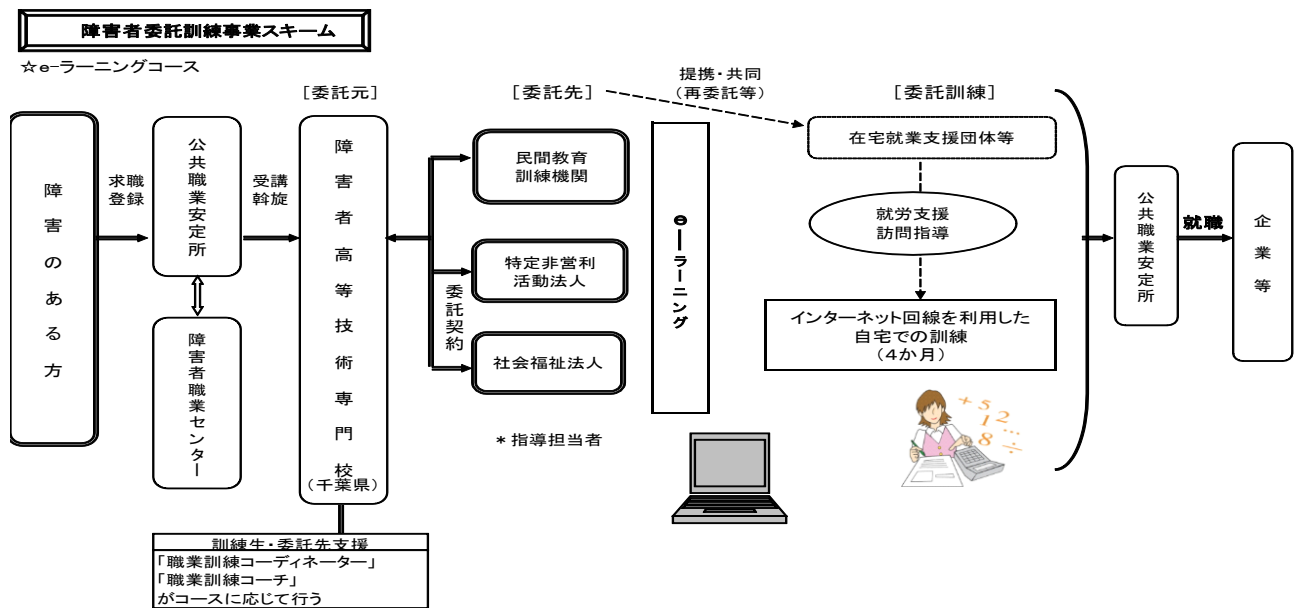 障害者委託訓練事業スキーム
☆e-ラーニングコース
[委託元]
[委託先]
提携・共同
(再委託等)
[委託訓練]
障害のある方
求職
登録
公共職業安定所
障害者職業センター
受講
斡旋
障害者高等技術専門校
(千葉県)
委託契約
民間教育
訓練機関
特定非営利
活動法人
社会福祉法人
*指導担当者
eーラーニング
在宅就業支援団体等
就労支援
訪問指導
インターネット回線を利用した
自宅での訓練
(4か月)
+52
1...
8÷
公共職業安定所
就職
企業等
訓練生・委託先支援
「職業訓練コーディネーター」
「職業訓練コーチ」
がコースに応じて行う